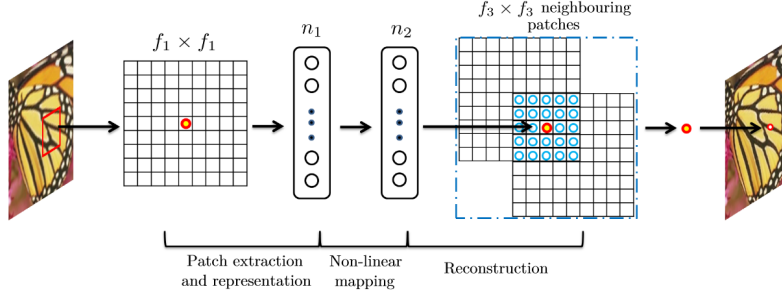 f₁ × f₁
n₁
n₂
f₃ × f₃ neighbouring
patches
Patch extraction
and representation
Non-linear
mapping
Reconstruction